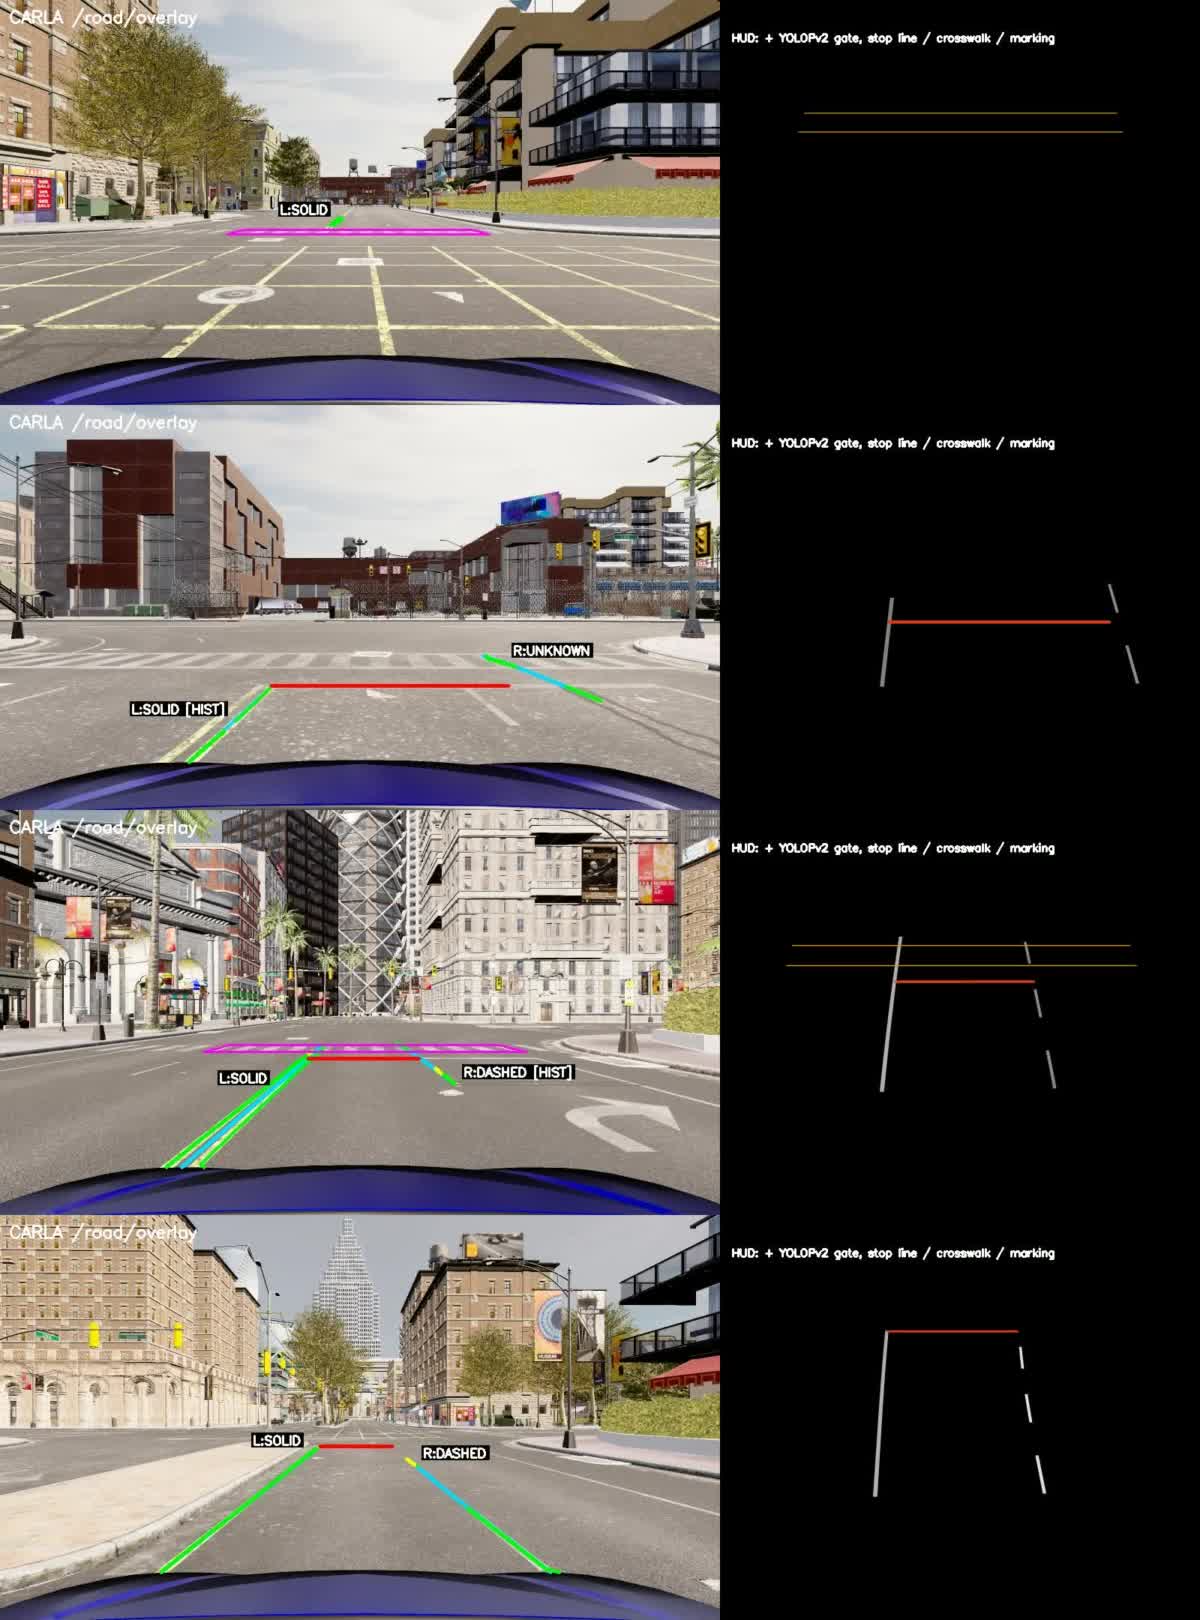 CARLA /road/overlay
HUD: + YOLOPv2 gate, stop line / crosswalk / marking
L:SOLID
CARLA /road/overlay
HUD: + YOLOPv2 gate, stop line / crosswalk / marking
R:UNKNOWN
L:SOLID [HIST]
CARLA /road/overlay
HUD: + YOLOPv2 gate, stop line / crosswalk / marking
L:SOLID
R:DASHED [HIST]
CARLA /road/overlay
HUD: + YOLOPv2 gate, stop line / crosswalk / marking
L:SOLID
R:DASHED